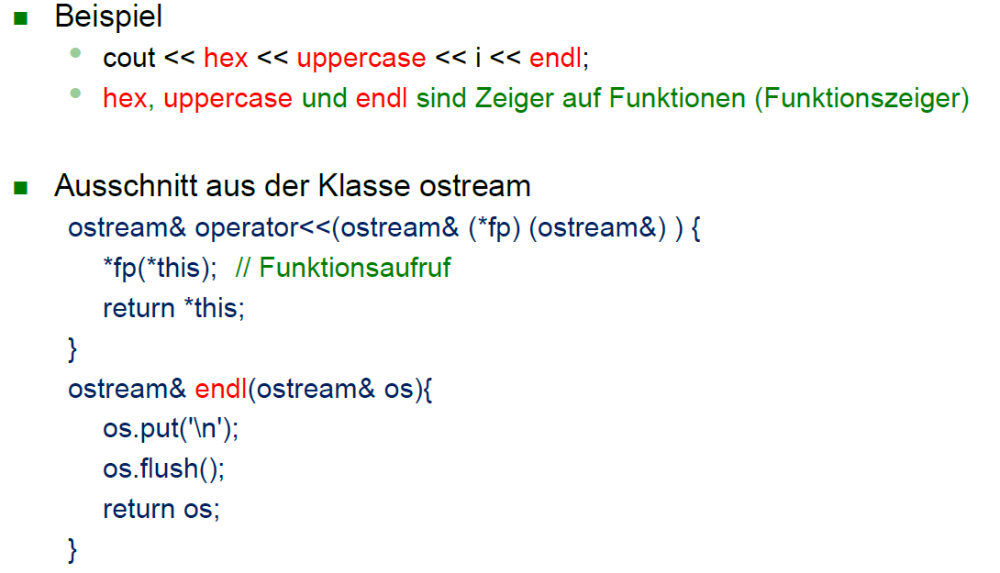 Beispiel
cout << hex << uppercase << i << endl;
hex, uppercase und endl sind Zeiger auf Funktionen (Funktionszeiger)
Ausschnitt aus der Klasse ostream
ostream& operator<<(ostream& (*fp) (ostream&) ) {
*fp(*this); // Funktionsaufruf
return *this;
}
ostream& endl(ostream& os){
os.put('\n');
os.flush();
return os;
}